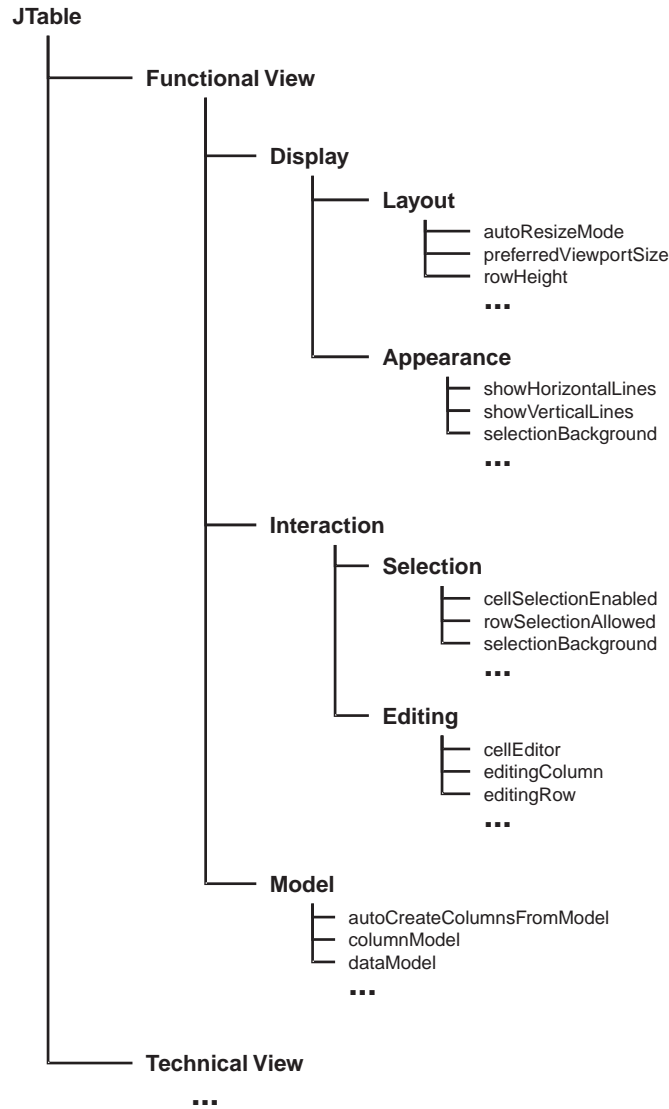 JTable
Functional View
Display
Layout
autoResizeMode
preferredViewportSize
rowHeight
...
Appearance
showHorizontalLines
showVerticalLines
selectionBackground
...
Interaction
Selection
cellSelectionEnabled
rowSelectionAllowed
selectionBackground
...
Editing
cellEditor
editingColumn
editingRow
...
Model
autoCreateColumnsFromModel
columnModel
dataModel
...
Technical View
...